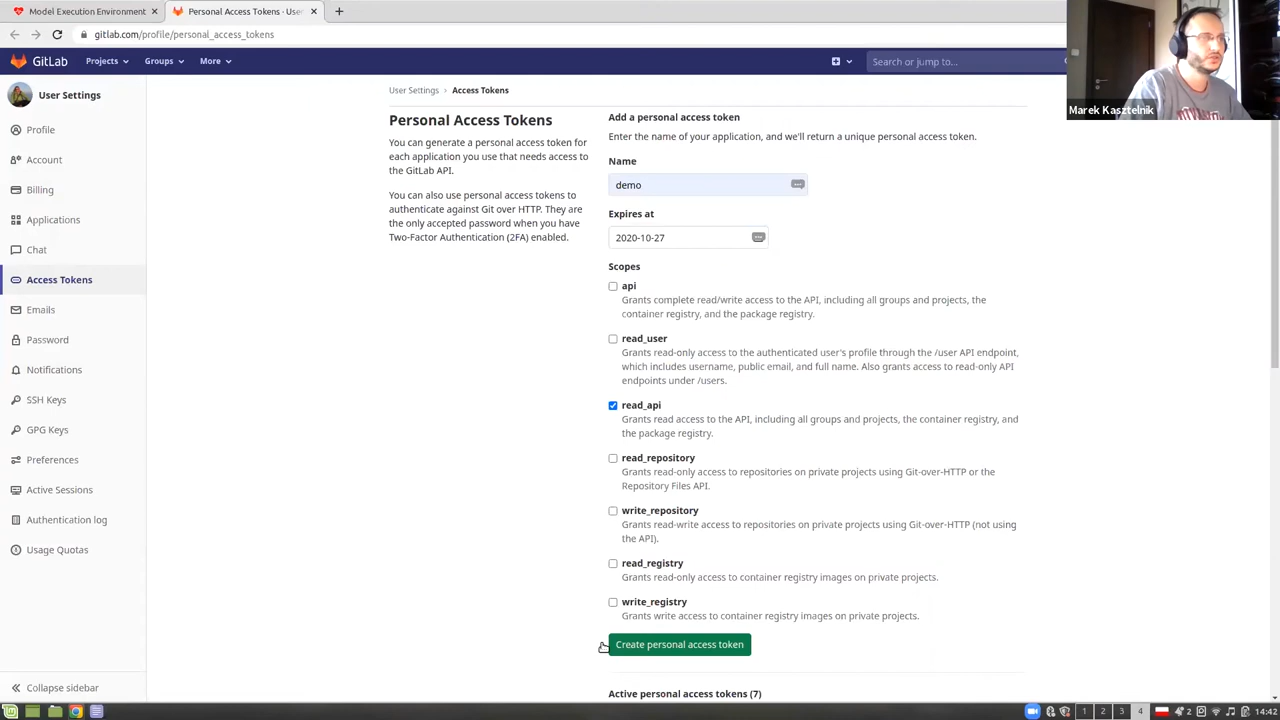 Model Execution Environment
Personal Access Tokens · Use
gitlab.com/profile/personal_access_tokens
GitLab
Projects
Groups
More
Search or jump to...
Marek Kasztelnik
User Settings
Profile
Account
Billing
Applications
Chat
Access Tokens
Emails
Password
Notifications
SSH Keys
GPG Keys
Preferences
Active Sessions
Authentication log
Usage Quotas
Collapse sidebar
User Settings › Access Tokens
Personal Access Tokens
You can generate a personal access token for
each application you use that needs access to
the GitLab API.
You can also use personal access tokens to
authenticate against Git over HTTP. They are
the only accepted password when you have
Two-Factor Authentication (2FA) enabled.
Add a personal access token
Enter the name of your application, and we'll return a unique personal access token.
Name
demo
Expires at
2020-10-27
Scopes
api
Grants complete read/write access to the API, including all groups and projects, the
container registry, and the package registry.
read_user
Grants read-only access to the authenticated user's profile through the /user API endpoint,
which includes username, public email, and full name. Also grants access to read-only API
endpoints under /users.
read_api
Grants read access to the API, including all groups and projects, the container registry, and
the package registry.
read_repository
Grants read-only access to repositories on private projects using Git-over-HTTP or the
Repository Files API.
write_repository
Grants read-write access to repositories on private projects using Git-over-HTTP (not using
the API).
read_registry
Grants read-only access to container registry images on private projects.
write_registry
Grants write access to container registry images on private projects.
Create personal access token
Active personal access tokens (7)
1
2
3
4
2
14:42